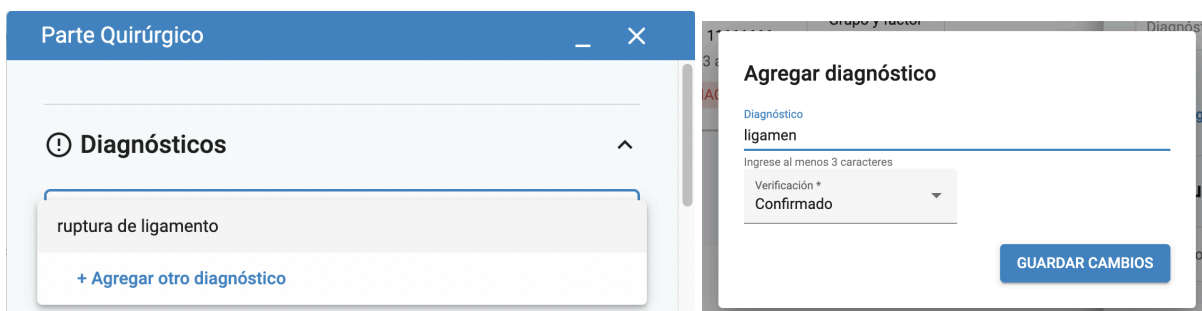 Parte Quirúrgico
Diagnósticos
ruptura de ligamento
+ Agregar otro diagnóstico
Grupo y factor
Diagnós
Agregar diagnóstico
Diagnóstico
ligamen
Ingrese al menos 3 caracteres
Verificación *
Confirmado
GUARDAR CAMBIOS